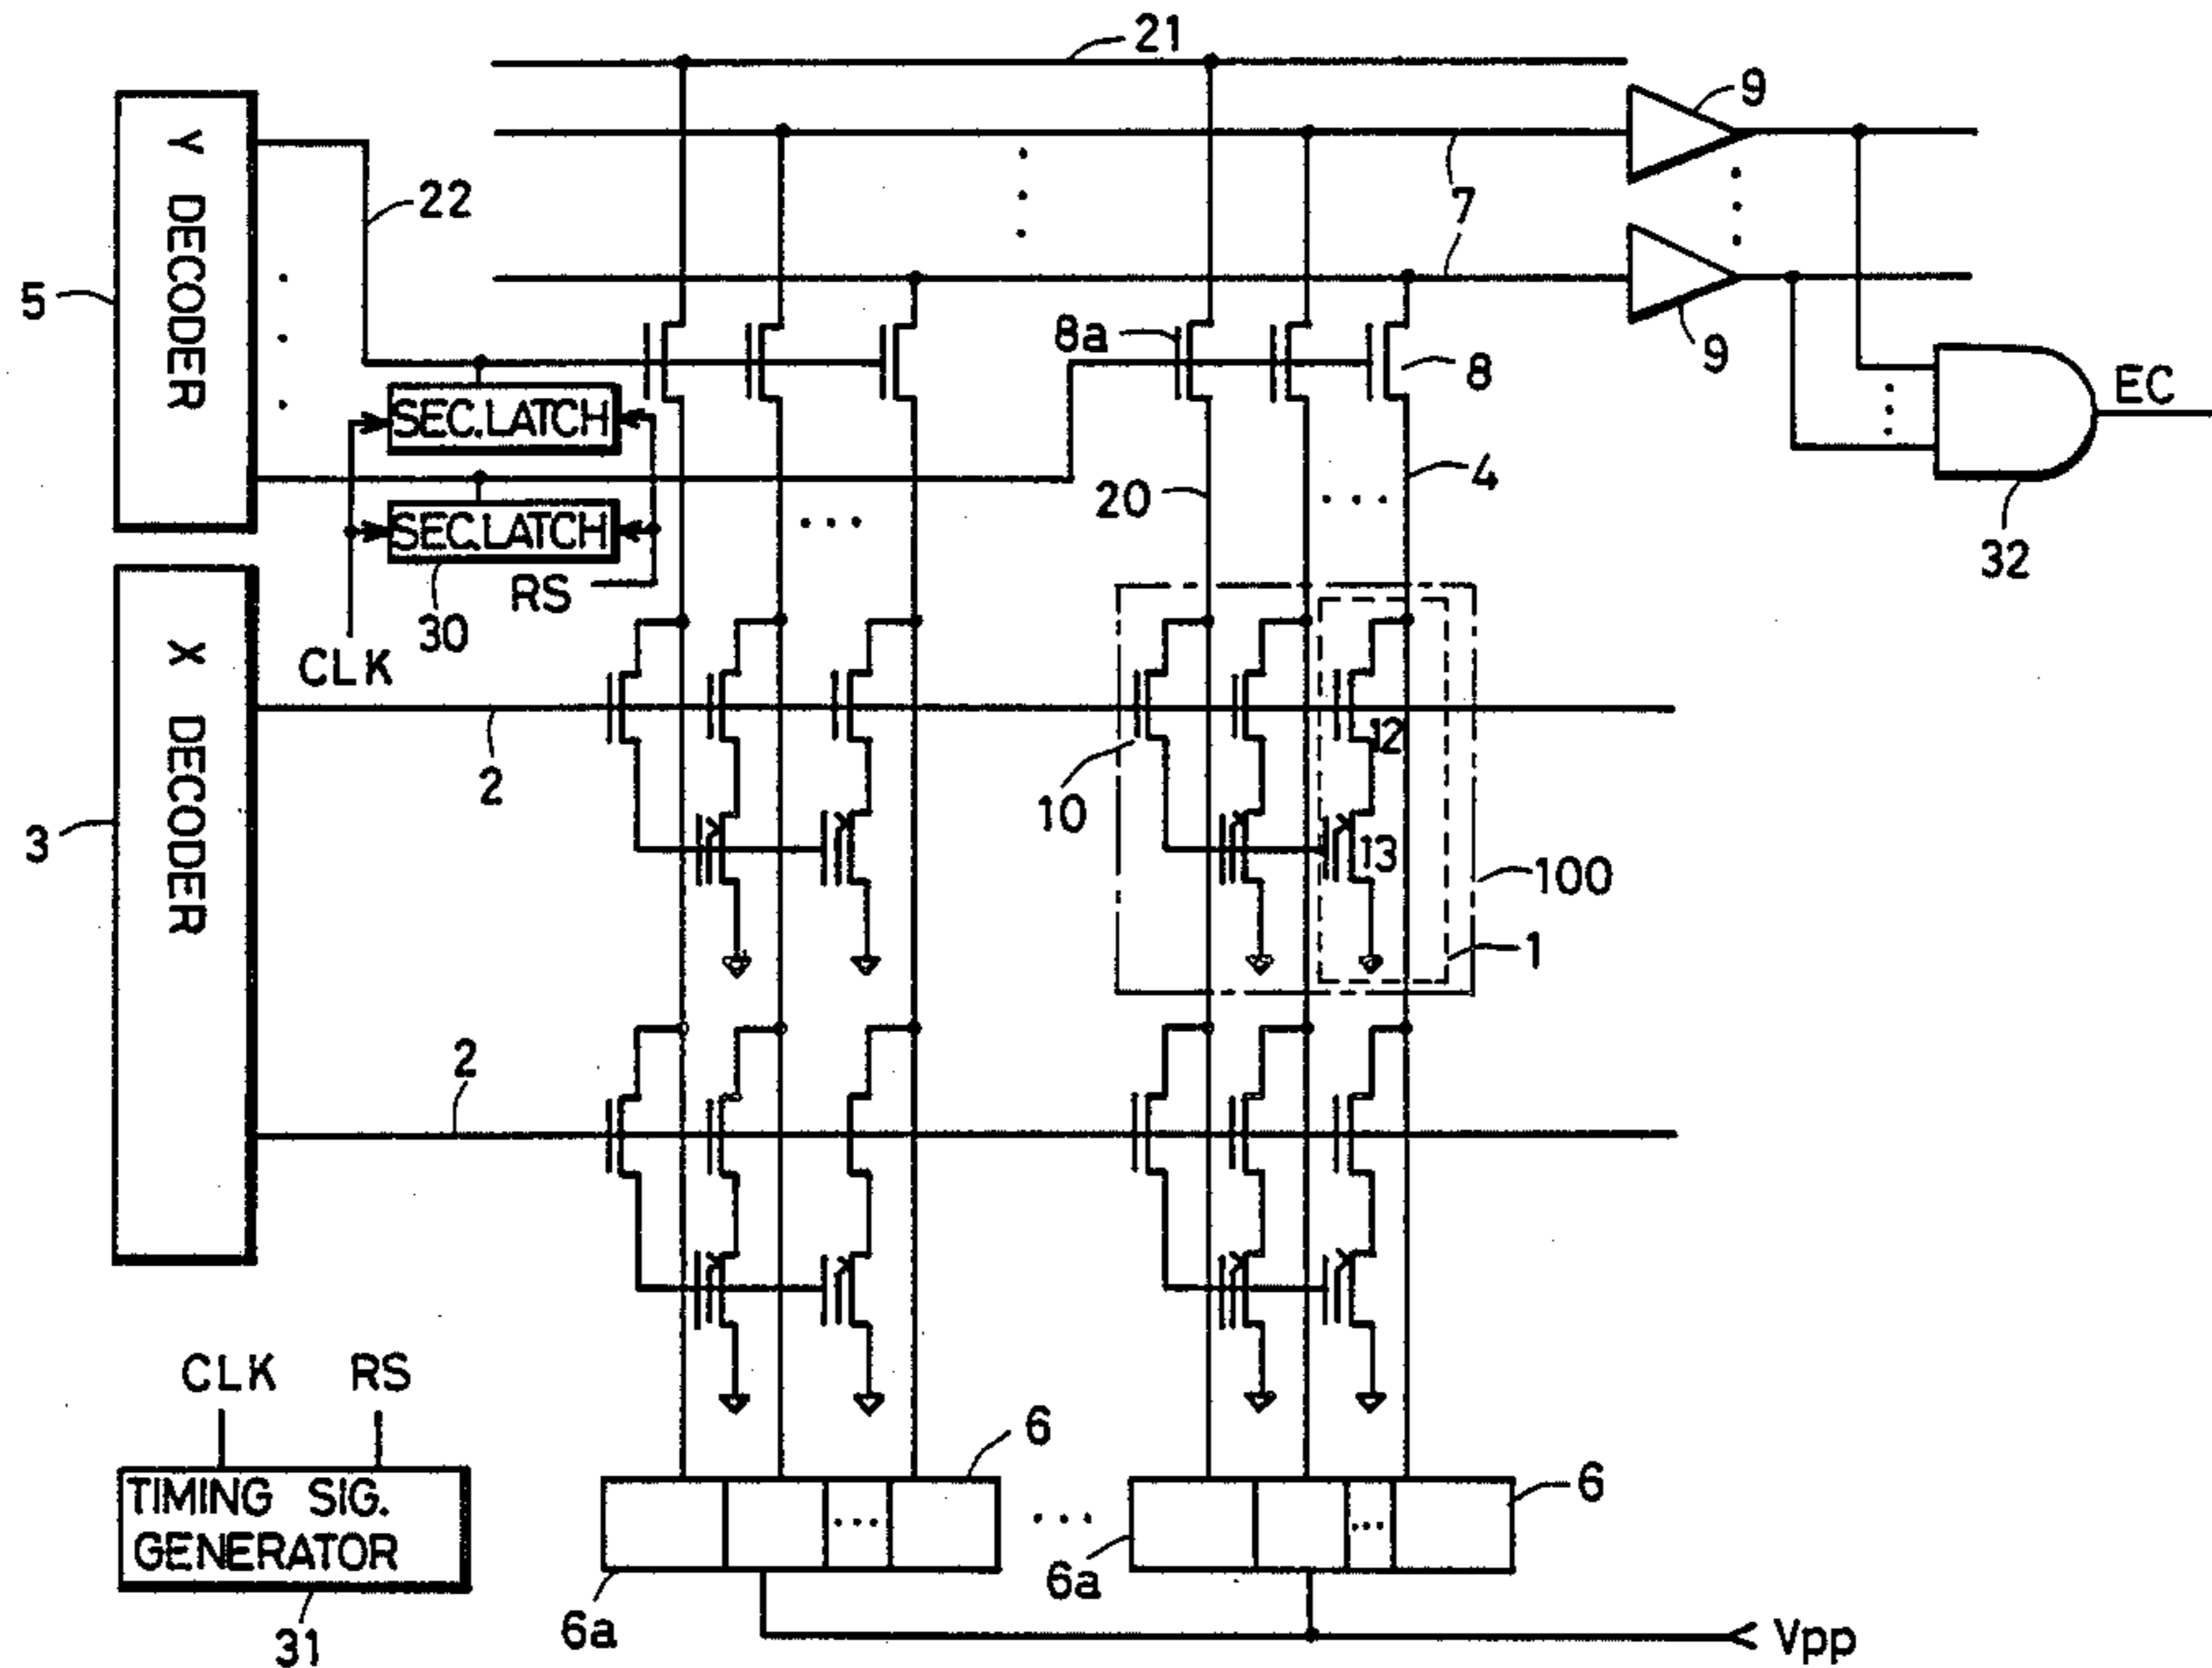 21
9
Y DECODER
22
7
5
8a
8
9
EC
SEC.LATCH
20
4
SEC.LATCH
RS
32
30
CLK
X DECODER
2
12
10
13
3
100
1
2
CLK RS
6
6
TIMING SIG.
GENERATOR
6a
6a
31
Vpp